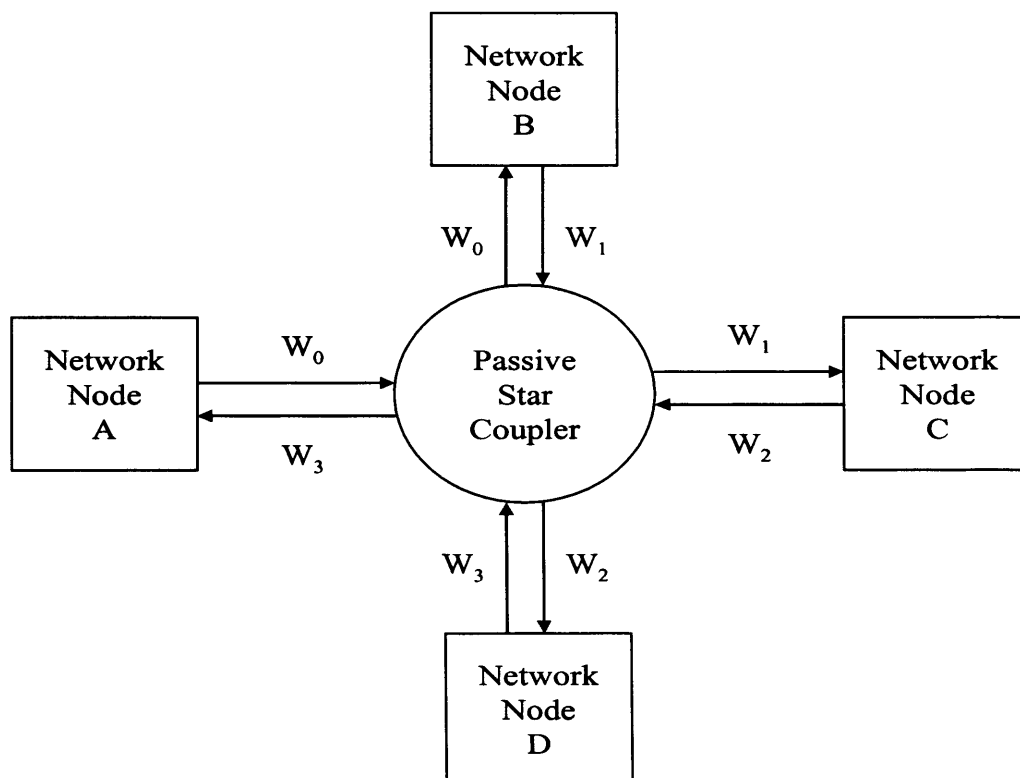 Network
Node
B
W₀
W₁
Network
Node
A
W₀
W₃
Passive
Star
Coupler
W₁
W₂
Network
Node
C
W₃
W₂
Network
Node
D